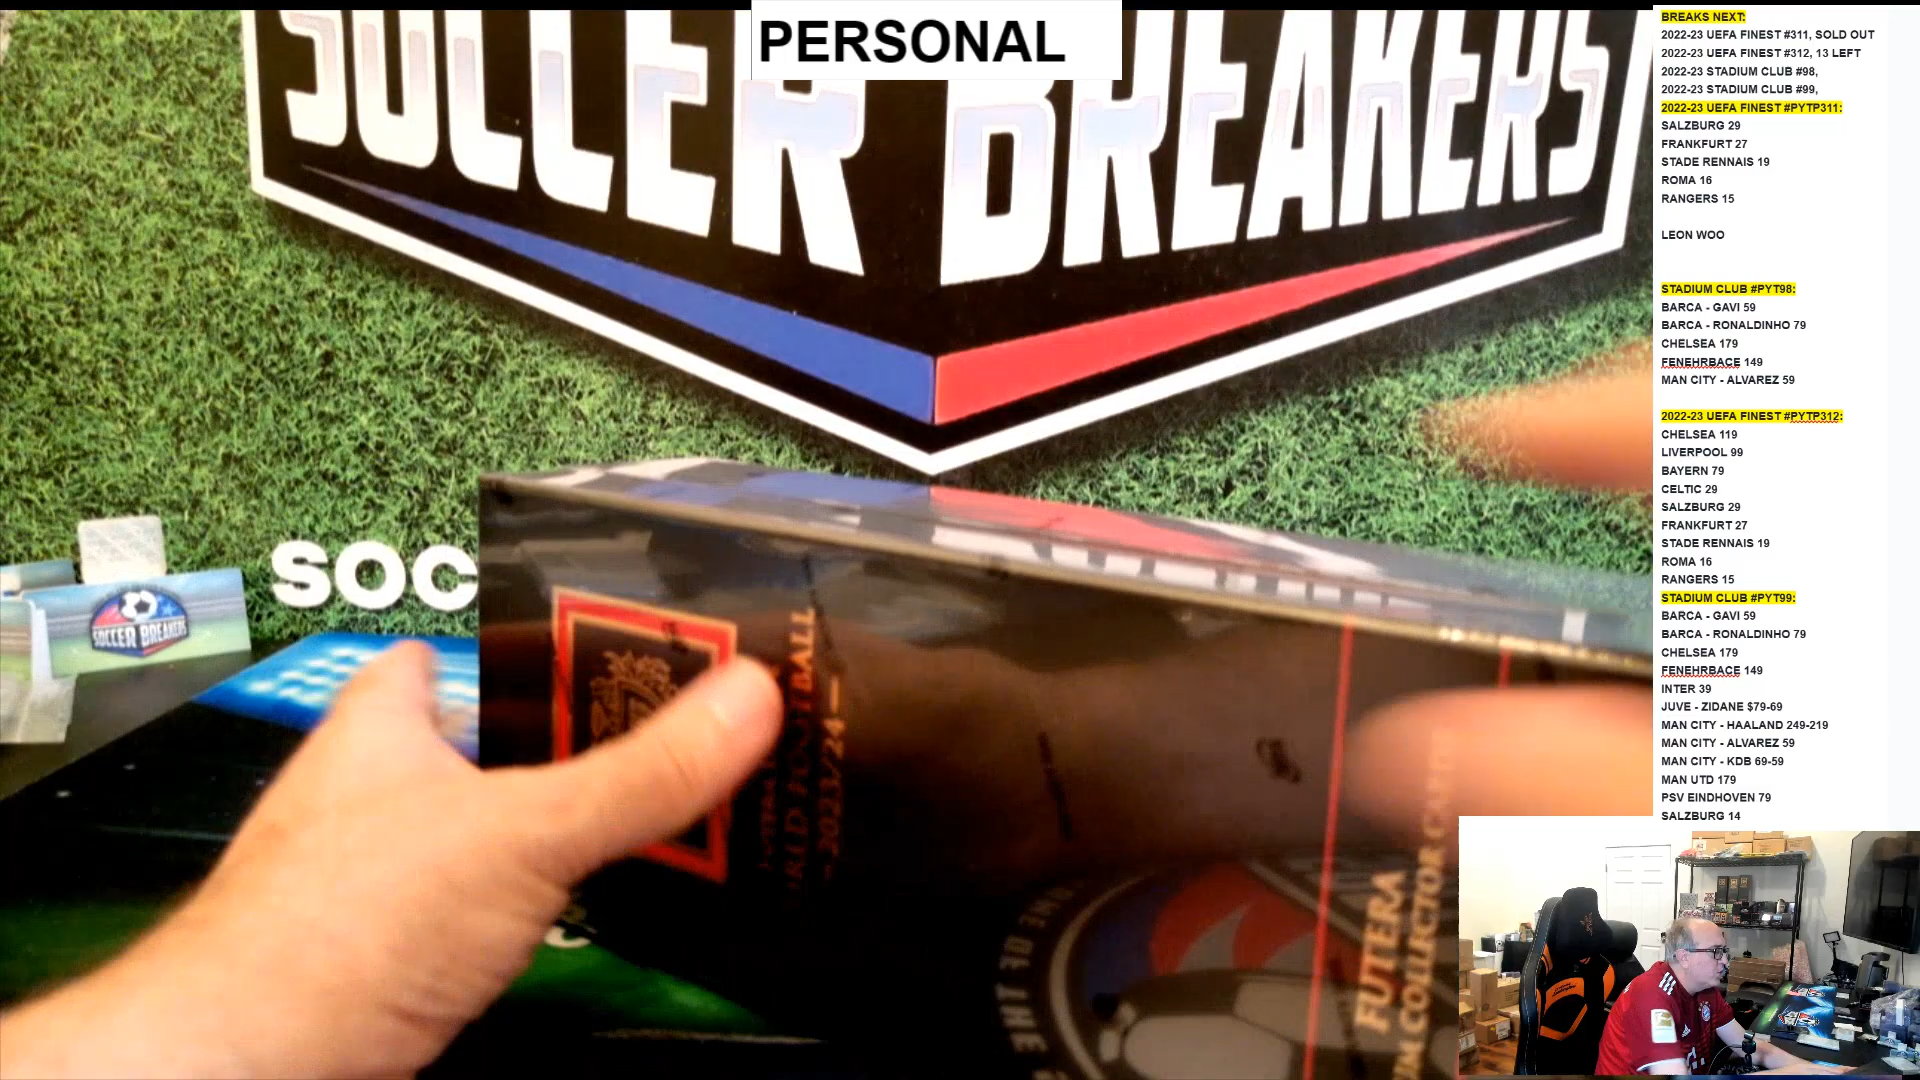 PERSONAL
SOCCER BREAKERS
SOC
SOCCER BREAKERS
WORLD FOOTBALL
2023/24
FUTERA
COLLECTOR CARD
ONE OF THE
BREAKS NEXT:
2022-23 UEFA FINEST #311, SOLD OUT
2022-23 UEFA FINEST #312, 13 LEFT
2022-23 STADIUM CLUB #98,
2022-23 STADIUM CLUB #99,
2022-23 UEFA FINEST #PYTP311:
SALZBURG 29
FRANKFURT 27
STADE RENNAIS 19
ROMA 16
RANGERS 15
LEON WOO
STADIUM CLUB #PYT98:
BARCA - GAVI 59
BARCA - RONALDINHO 79
CHELSEA 179
FENEHRBACE 149
MAN CITY - ALVAREZ 59
2022-23 UEFA FINEST #PYTP312:
CHELSEA 119
LIVERPOOL 99
BAYERN 79
CELTIC 29
SALZBURG 29
FRANKFURT 27
STADE RENNAIS 19
ROMA 16
RANGERS 15
STADIUM CLUB #PYT99:
BARCA - GAVI 59
BARCA - RONALDINHO 79
CHELSEA 179
FENEHRBACE 149
INTER 39
JUVE - ZIDANE $79-69
MAN CITY - HAALAND 249-219
MAN CITY - ALVAREZ 59
MAN CITY - KDB 69-59
MAN UTD 179
PSV EINDHOVEN 79
SALZBURG 14